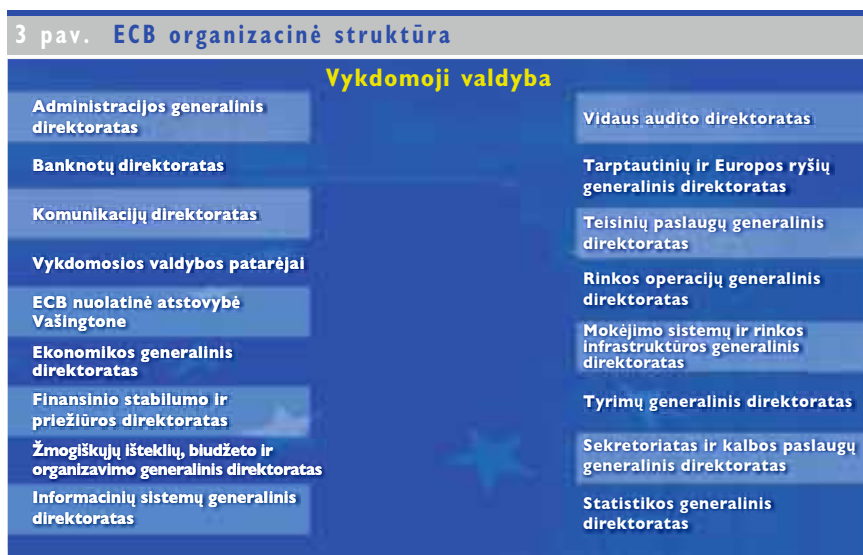 3 pav. ECB organizacinė struktūra
Vykdomoji valdyba
Administracijos generalinis
direktoratas
Banknotų direktoratas
Komunikacijų direktoratas
Vykdomosios valdybos patarėjai
ECB nuolatinė atstovybė
Vašingtone
Ekonomikos generalinis
direktoratas
Finansinio stabilumo ir
priežiūros direktoratas
Žmogiškųjų išteklių, biudžeto ir
organizavimo generalinis direktoratas
Informacinių sistemų generalinis
direktoratas
Vidaus audito direktoratas
Tarptautinių ir Europos ryšių
generalinis direktoratas
Teisinių paslaugų generalinis
direktoratas
Rinkos operacijų generalinis
direktoratas
Mokėjimo sistemų ir rinkos
infrastruktūros generalinis
direktoratas
Tyrimų generalinis direktoratas
Sekretoriatas ir kalbos paslaugų
generalinis direktoratas
Statistikos generalinis
direktoratas